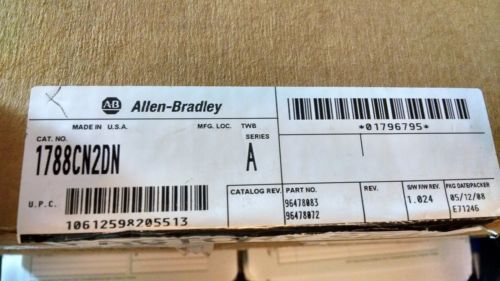 AB Allen-Bradley
MADE IN U.S.A. MFG. LOC. TWB
CAT. NO. SERIES
1788CN2DN A
*01796795*
U.P.C. 10612598205513
CATALOG REV. PART NO. REV. S/W F/W REV. PKG DATE/PACKER
96478083 1.024 05/12/08
96478072 E71246